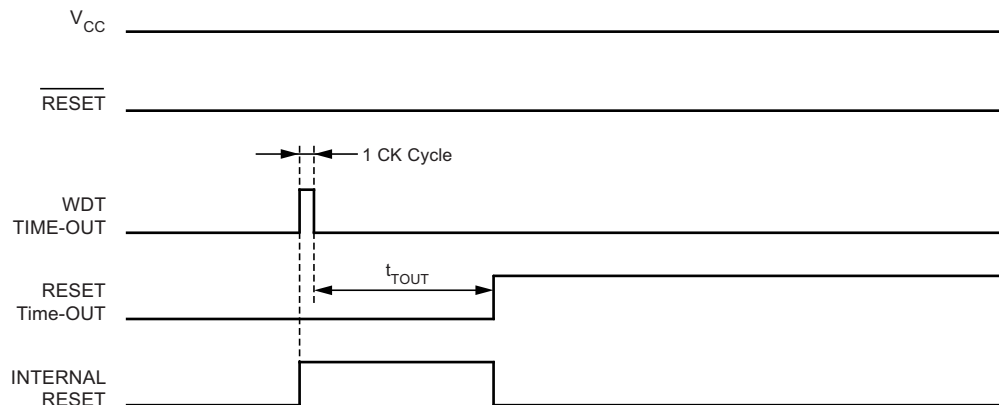 VCC
RESET
1 CK Cycle
WDT
TIME-OUT
tTOUT
RESET
Time-OUT
INTERNAL
RESET